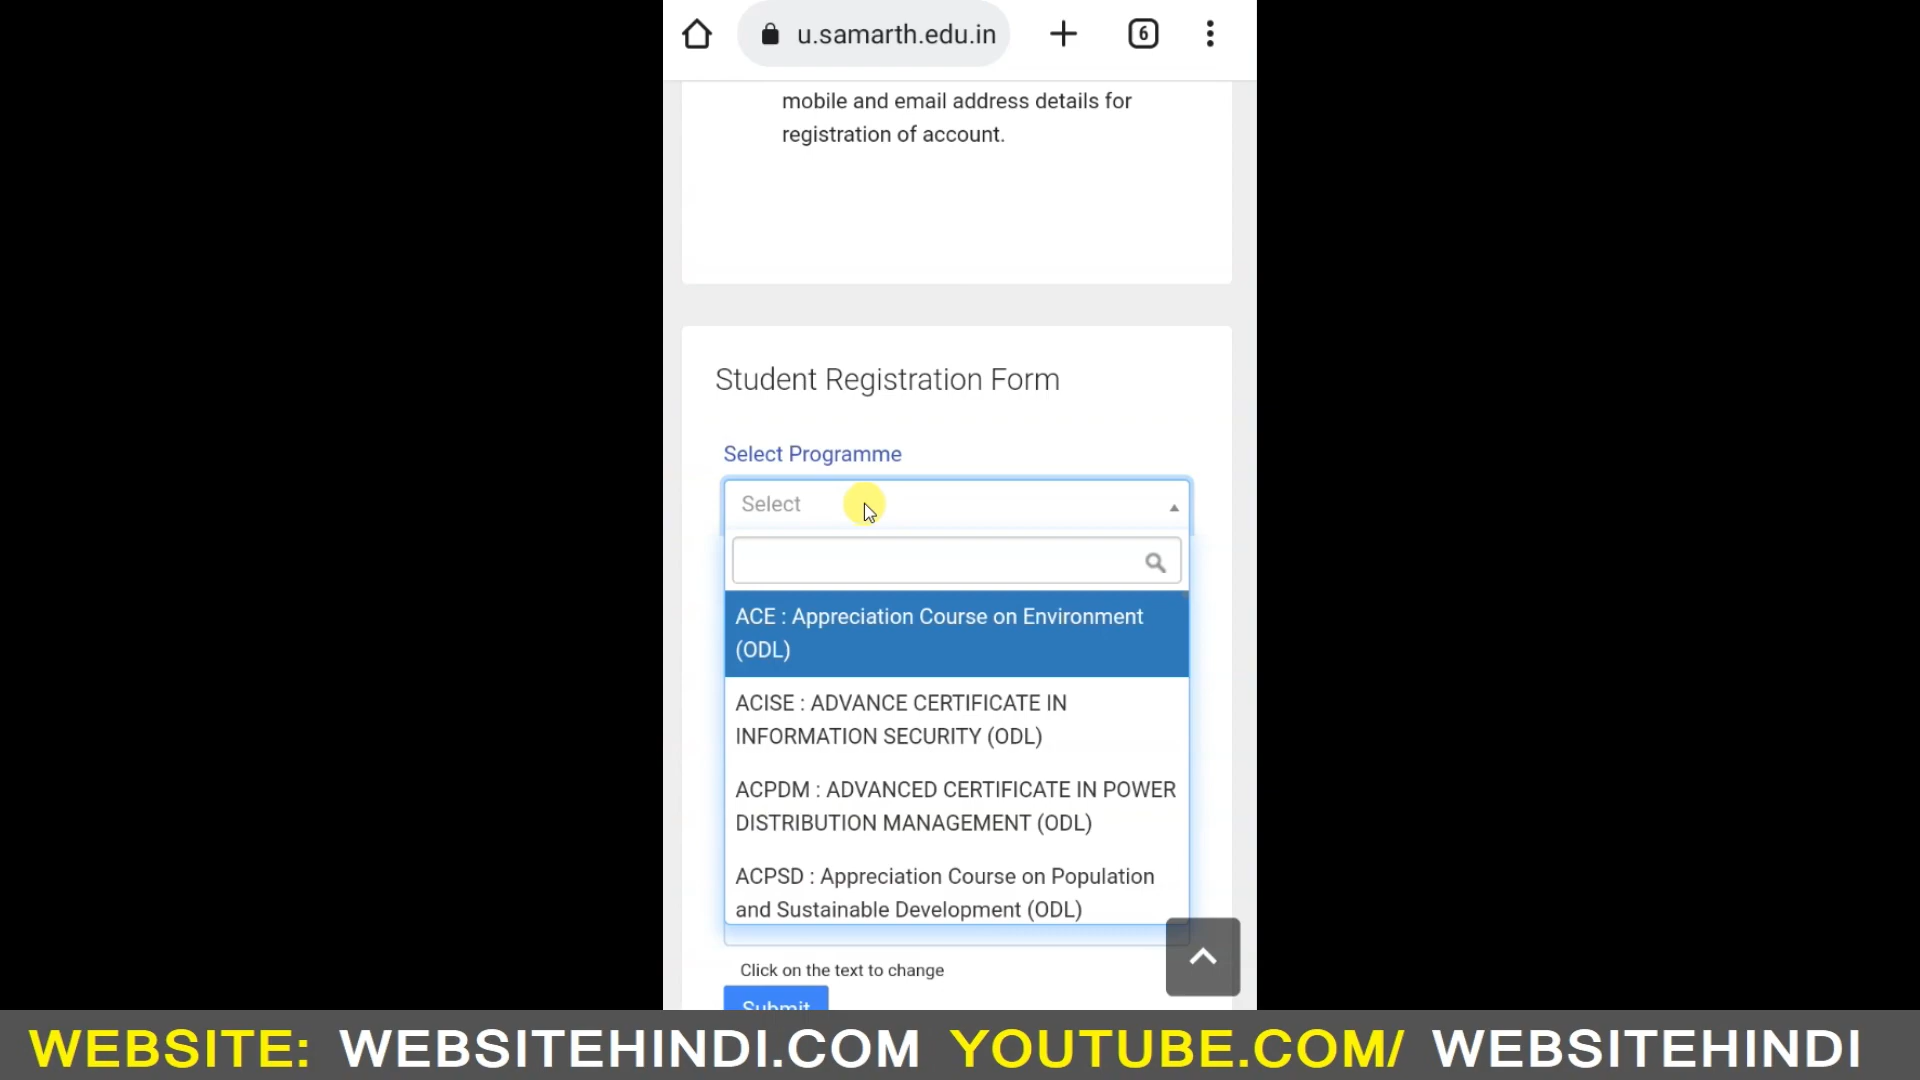 u.samarth.edu.in
6
mobile and email address details for
registration of account.
Student Registration Form
Select Programme
Select
ACE : Appreciation Course on Environment
(ODL)
ACISE : ADVANCE CERTIFICATE IN
INFORMATION SECURITY (ODL)
ACPDM : ADVANCED CERTIFICATE IN POWER
DISTRIBUTION MANAGEMENT (ODL)
ACPSD : Appreciation Course on Population
and Sustainable Development (ODL)
Click on the text to change
Submit
WEBSITE: WEBSITEHINDI.COM YOUTUBE.COM/ WEBSITEHINDI